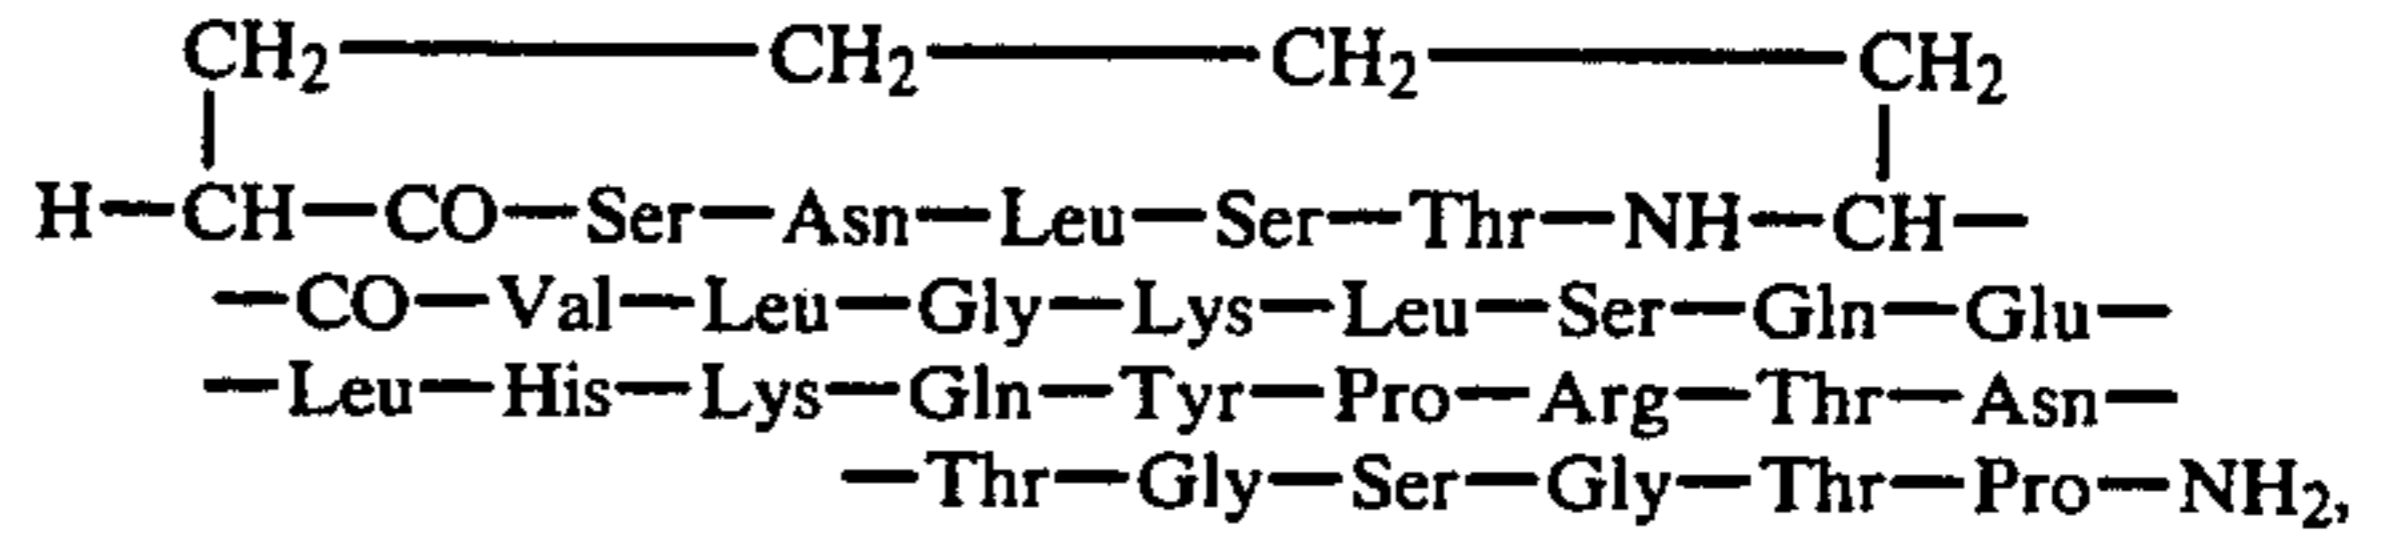 CH₂—CH₂—CH₂—CH₂
H—CH—CO—Ser—Asn—Leu—Ser—Thr—NH—CH—
—CO—Val—Leu—Gly—Lys—Leu—Ser—Gln—Glu—
—Leu—His—Lys—Gln—Tyr—Pro—Arg—Thr—Asn—
—Thr—Gly—Ser—Gly—Thr—Pro—NH₂,